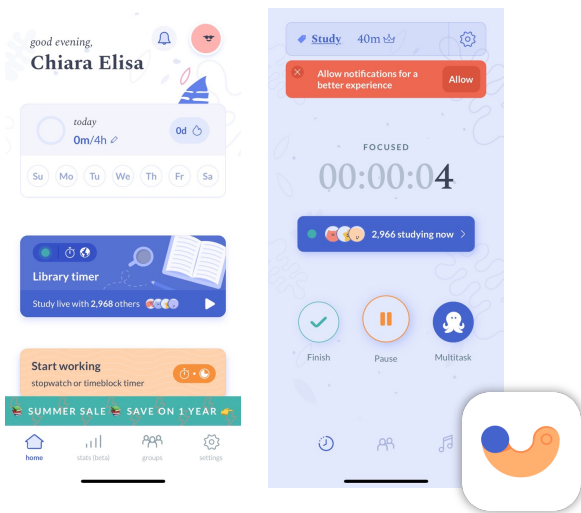 good evening,
Chiara Elisa
today
0m/4h
0d
Su Mo Tu We Th Fr Sa
Library timer
Study live with 2,968 others
Start working
stopwatch or timeblock timer
SUMMER SALE SAVE ON 1 YEAR
home stats (beta) groups settings
Study 40m
Allow notifications for a
better experience
Allow
FOCUSED
00:00:04
2,966 studying now
Finish Pause Multitask